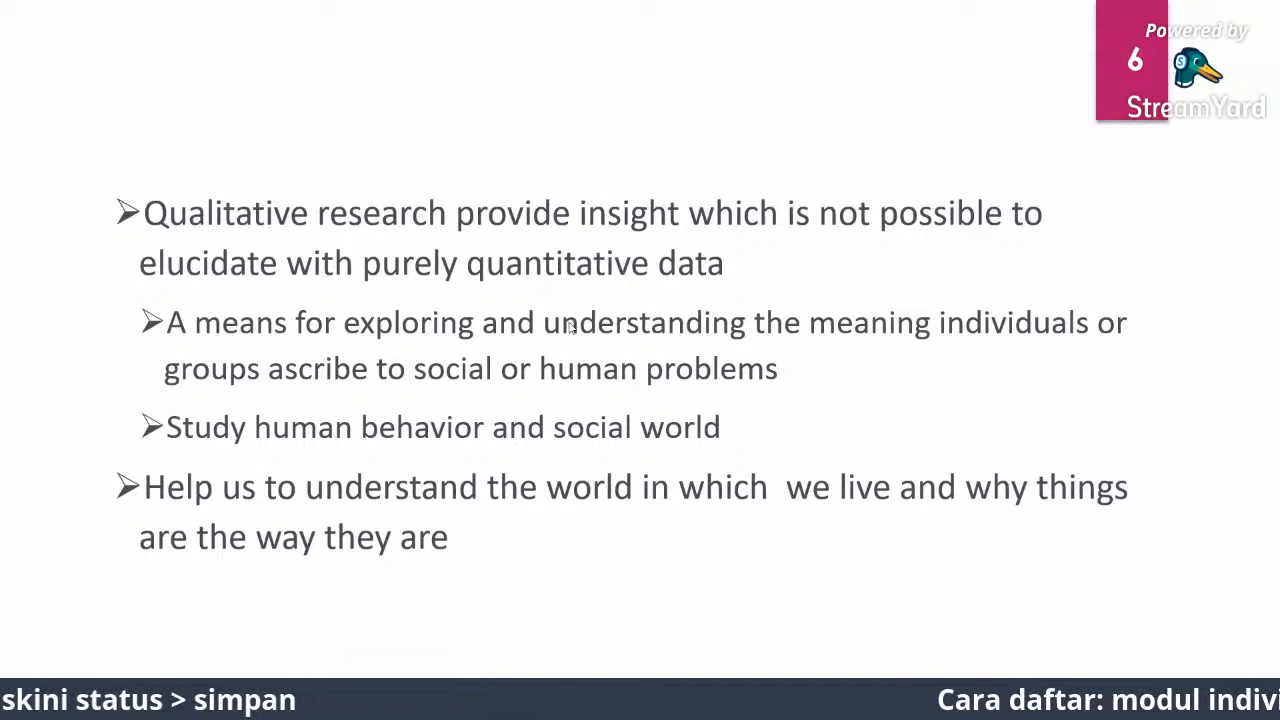 Powered by
6
StreamYard
➢Qualitative research provide insight which is not possible to
elucidate with purely quantitative data
➢A means for exploring and understanding the meaning individuals or
groups ascribe to social or human problems
➢Study human behavior and social world
➢Help us to understand the world in which  we live and why things
are the way they are
skini status > simpan
Cara daftar: modul indivi